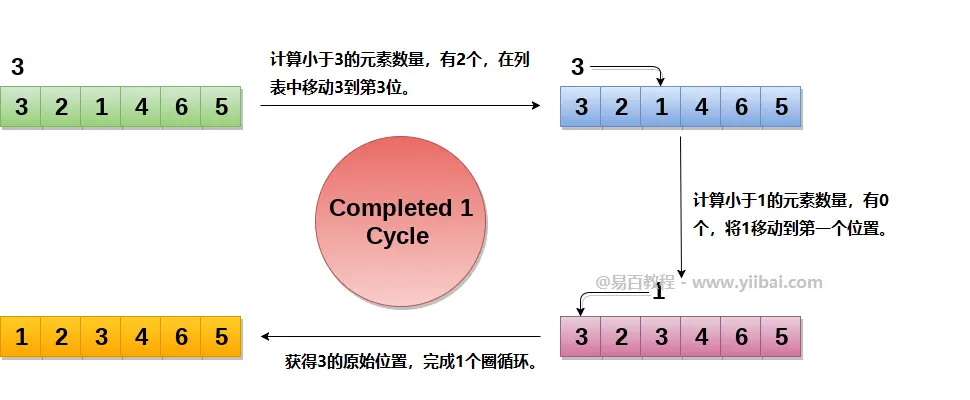 3
计算小于3的元素数量，有2个，在列
表中移动3到第3位。
3
3 2 1 4 6 5
3 2 1 4 6 5
Completed 1
Cycle
计算小于1的元素数量，有0
个，将1移动到第一个位置。
@易百教程 - www.yiibai.com
1
1 2 3 4 6 5
3 2 3 4 6 5
获得3的原始位置，完成1个圈循环。